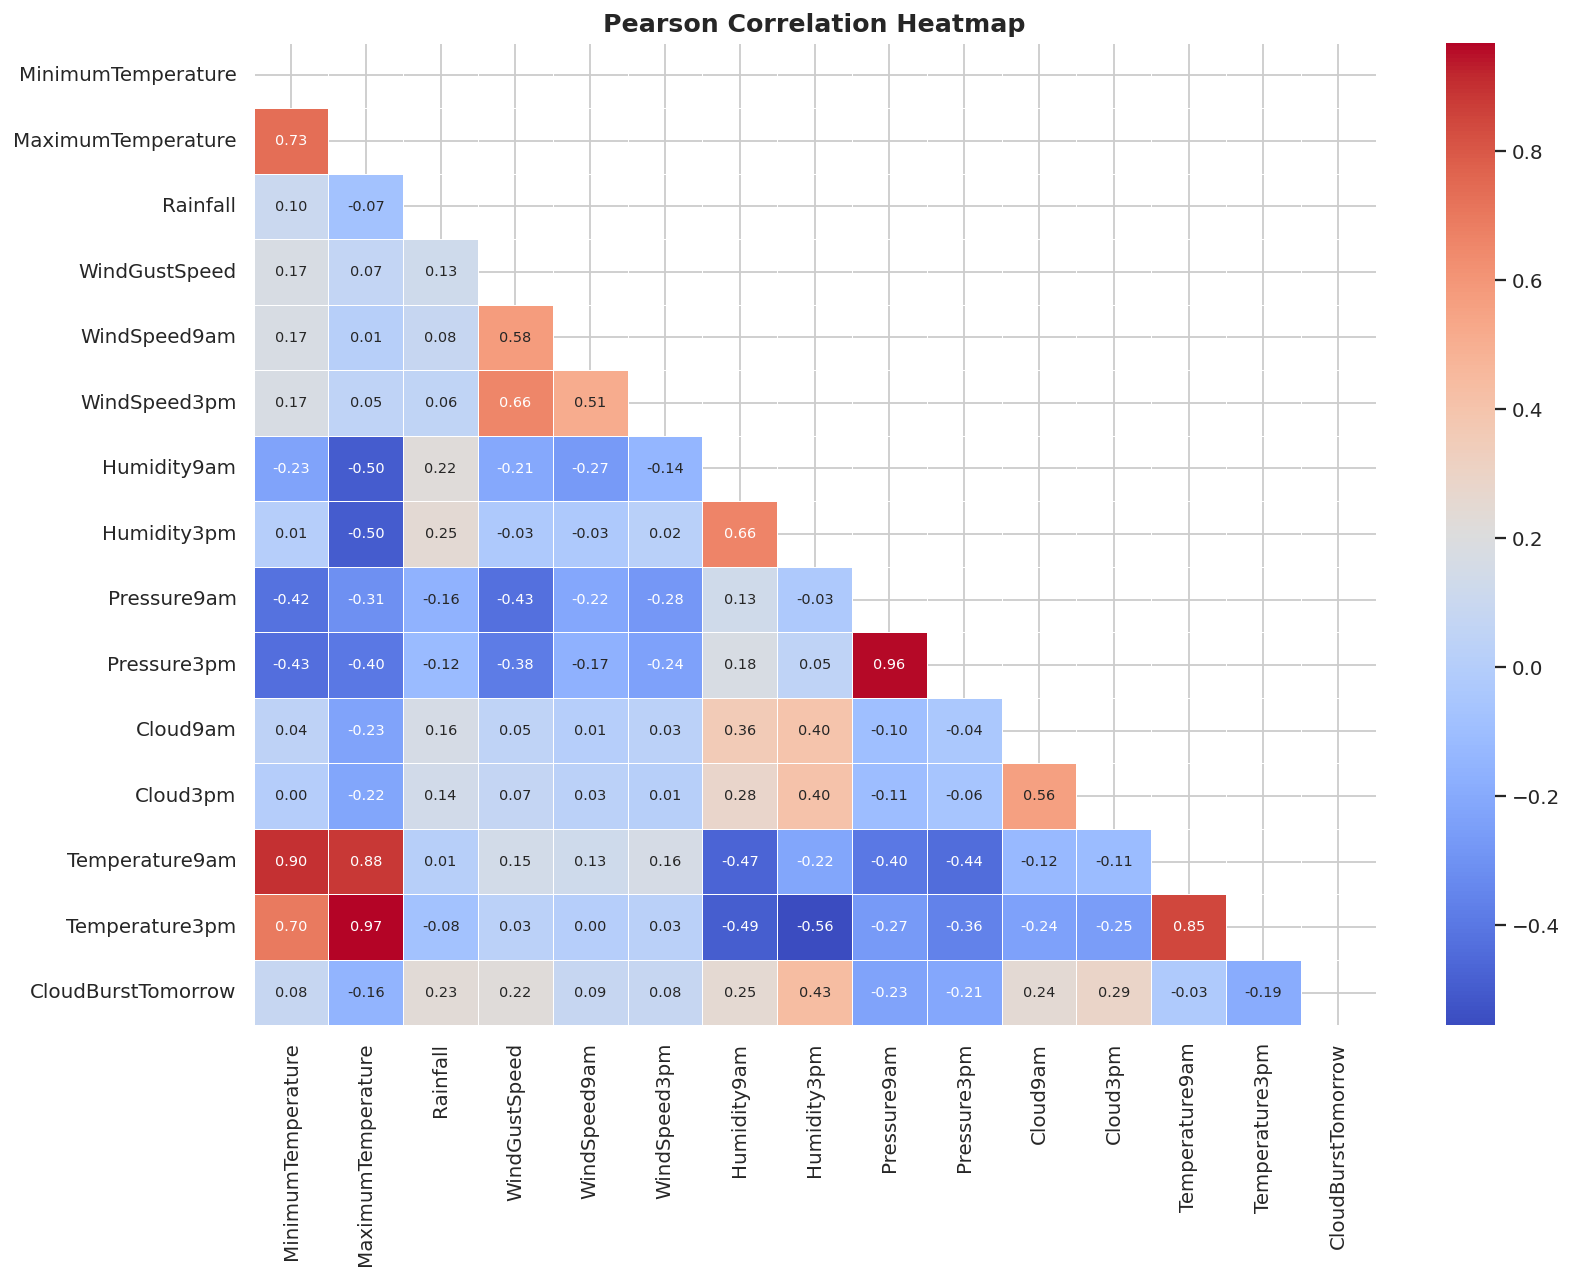 Pearson Correlation Heatmap
MinimumTemperature
MaximumTemperature 0.73
Rainfall 0.10 -0.07
WindGustSpeed 0.17 0.07 0.13
WindSpeed9am 0.17 0.01 0.08 0.58
WindSpeed3pm 0.17 0.05 0.06 0.66 0.51
Humidity9am -0.23 -0.50 0.22 -0.21 -0.27 -0.14
Humidity3pm 0.01 -0.50 0.25 -0.03 -0.03 0.02 0.66
Pressure9am -0.42 -0.31 -0.16 -0.43 -0.22 -0.28 0.13 -0.03
Pressure3pm -0.43 -0.40 -0.12 -0.38 -0.17 -0.24 0.18 0.05 0.96
Cloud9am 0.04 -0.23 0.16 0.05 0.01 0.03 0.36 0.40 -0.10 -0.04
Cloud3pm 0.00 -0.22 0.14 0.07 0.03 0.01 0.28 0.40 -0.11 -0.06 0.56
Temperature9am 0.90 0.88 0.01 0.15 0.13 0.16 -0.47 -0.22 -0.40 -0.44 -0.12 -0.11
Temperature3pm 0.70 0.97 -0.08 0.03 0.00 0.03 -0.49 -0.56 -0.27 -0.36 -0.24 -0.25 0.85
CloudBurstTomorrow 0.08 -0.16 0.23 0.22 0.09 0.08 0.25 0.43 -0.23 -0.21 0.24 0.29 -0.03 -0.19
MinimumTemperature
MaximumTemperature
Rainfall
WindGustSpeed
WindSpeed9am
WindSpeed3pm
Humidity9am
Humidity3pm
Pressure9am
Pressure3pm
Cloud9am
Cloud3pm
Temperature9am
Temperature3pm
CloudBurstTomorrow
0.8
0.6
0.4
0.2
0.0
−0.2
−0.4